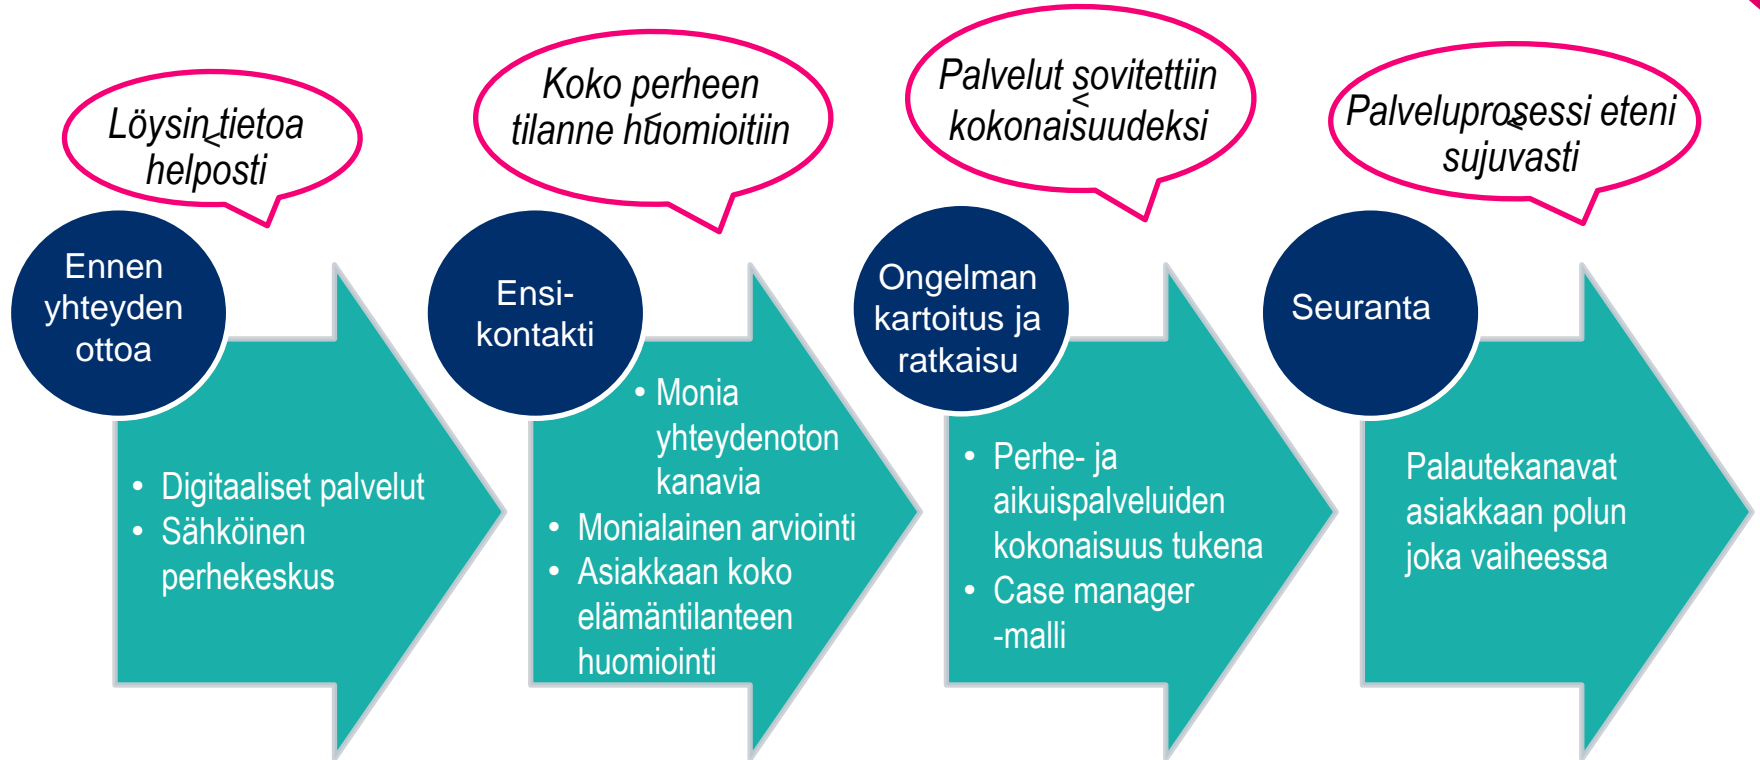 Löysin tietoa
helposti
Koko perheen
tilanne huomioitiin
Palvelut sovitettiin
kokonaisuudeksi
Palveluprosessi eteni
sujuvasti
Ennen
yhteyden
ottoa
Ensi-
kontakti
Ongelman
kartoitus ja
ratkaisu
Seuranta
• Digitaaliset palvelut
• Sähköinen
perhekeskus
• Monia
yhteydenoton
kanavia
• Monialainen arviointi
• Asiakkaan koko
elämäntilanteen
huomiointi
• Perhe- ja
aikuispalveluiden
kokonaisuus tukena
• Case manager
-malli
Palautekanavat
asiakkaan polun
joka vaiheessa